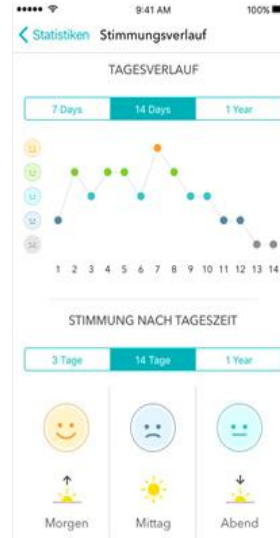 9:41 AM 100%
Statistiken Stimmungsverlauf
TAGESVERLAUF
7 Days 14 Days 1 Year
1 2 3 4 5 6 7 8 9 10 11 12 13 14
STIMMUNG NACH TAGESZEIT
3 Tage 14 Tage 1 Year
Morgen Mittag Abend